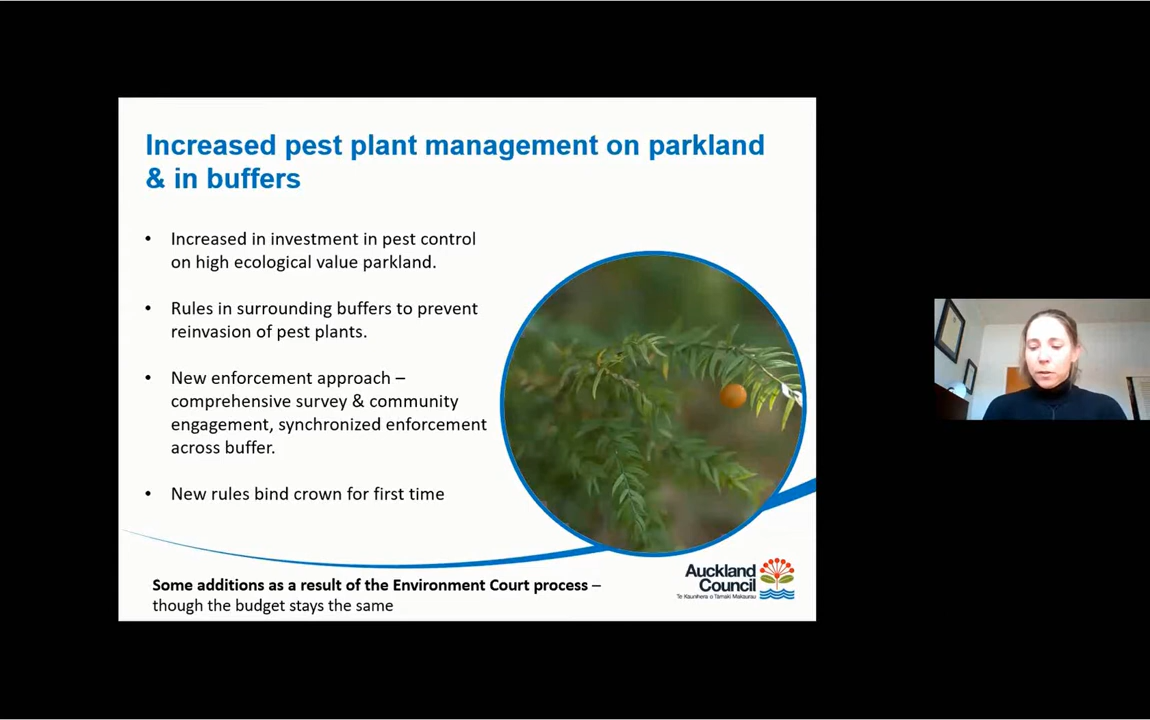 Increased pest plant management on parkland
& in buffers
• Increased in investment in pest control
on high ecological value parkland.
• Rules in surrounding buffers to prevent
reinvasion of pest plants.
• New enforcement approach –
comprehensive survey & community
engagement, synchronized enforcement
across buffer.
• New rules bind crown for first time
Some additions as a result of the Environment Court process –
though the budget stays the same
Auckland
Council
Te Kaunihera o Tāmaki Makaurau